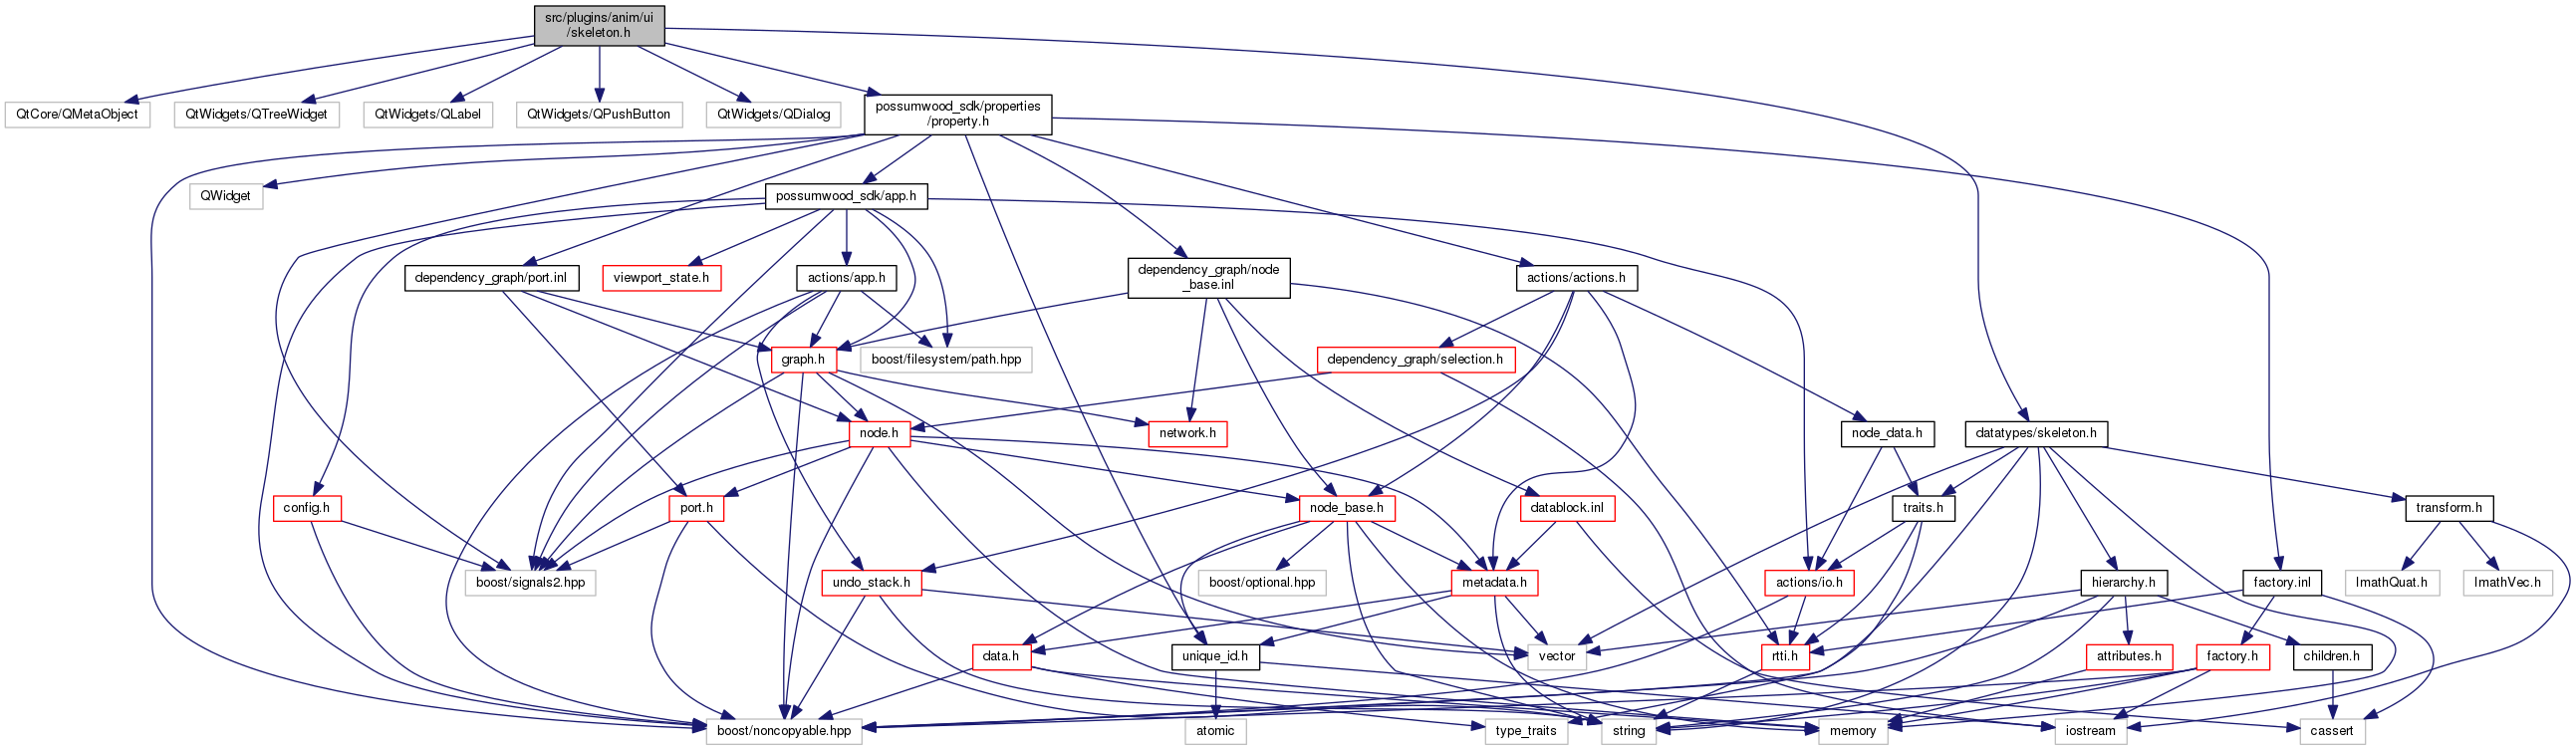 src/plugins/anim/ui
/skeleton.h
QtCore/QMetaObject
QtWidgets/QTreeWidget
QtWidgets/QLabel
QtWidgets/QPushButton
QtWidgets/QDialog
possumwood_sdk/properties
/property.h
QWidget
possumwood_sdk/app.h
dependency_graph/port.inl
viewport_state.h
actions/app.h
dependency_graph/node
_base.inl
actions/actions.h
graph.h
boost/filesystem/path.hpp
dependency_graph/selection.h
node.h
network.h
node_data.h
datatypes/skeleton.h
config.h
port.h
node_base.h
datablock.inl
traits.h
transform.h
boost/signals2.hpp
undo_stack.h
boost/optional.hpp
metadata.h
actions/io.h
hierarchy.h
factory.inl
ImathQuat.h
ImathVec.h
data.h
unique_id.h
vector
rtti.h
attributes.h
factory.h
children.h
boost/noncopyable.hpp
atomic
type_traits
string
memory
iostream
cassert